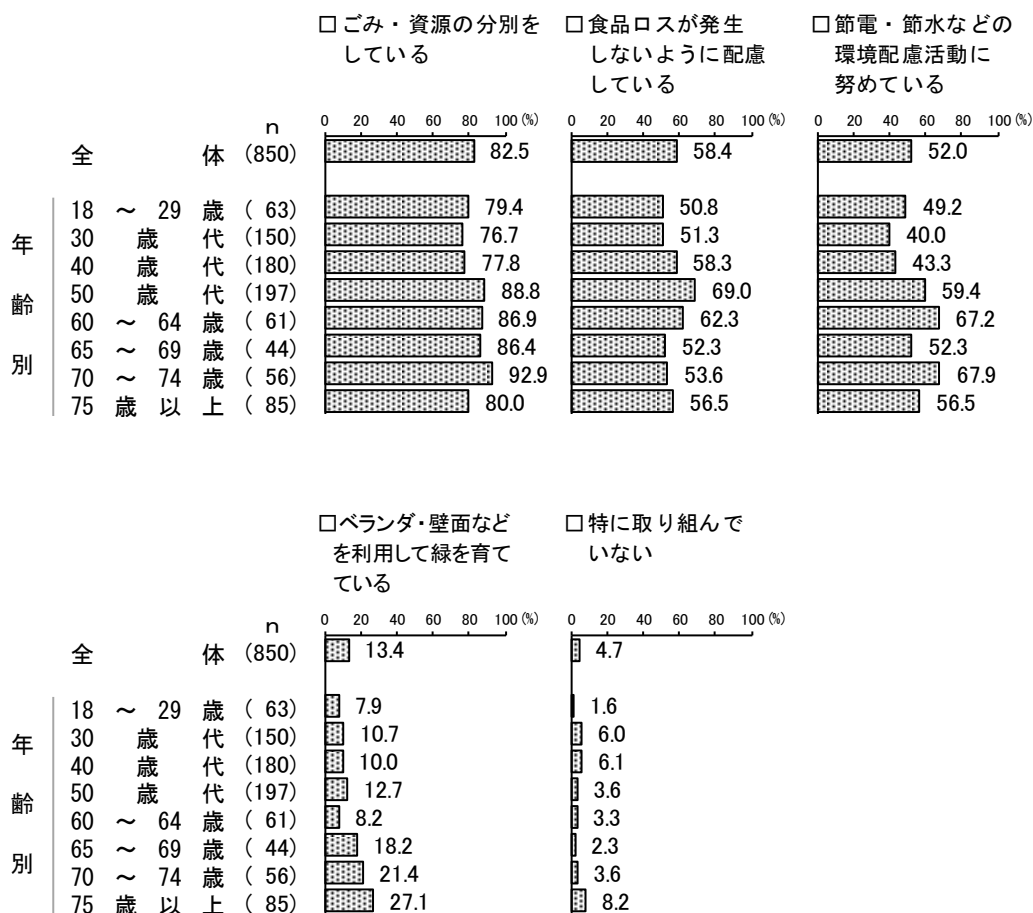 □ごみ・資源の分別を
している
□食品ロスが発生
しないように配慮
している
□節電・節水などの
環境配慮活動に
努めている
n
0 20 40 60 80 100 (%)
0 20 40 60 80 100 (%)
0 20 40 60 80 100 (%)
全体 (850) 82.5 58.4 52.0
年齢別
18 ～ 29 歳 ( 63) 79.4 50.8 49.2
30 歳代 (150) 76.7 51.3 40.0
40 歳代 (180) 77.8 58.3 43.3
50 歳代 (197) 88.8 69.0 59.4
60 ～ 64 歳 ( 61) 86.9 62.3 67.2
65 ～ 69 歳 ( 44) 86.4 52.3 52.3
70 ～ 74 歳 ( 56) 92.9 53.6 67.9
75 歳以上 ( 85) 80.0 56.5 56.5
□ベランダ・壁面など
を利用して緑を育て
ている
□特に取り組んで
いない
n
0 20 40 60 80 100 (%)
0 20 40 60 80 100 (%)
全体 (850) 13.4 4.7
年齢別
18 ～ 29 歳 ( 63) 7.9 1.6
30 歳代 (150) 10.7 6.0
40 歳代 (180) 10.0 6.1
50 歳代 (197) 12.7 3.6
60 ～ 64 歳 ( 61) 8.2 3.3
65 ～ 69 歳 ( 44) 18.2 2.3
70 ～ 74 歳 ( 56) 21.4 3.6
75 歳以上 ( 85) 27.1 8.2